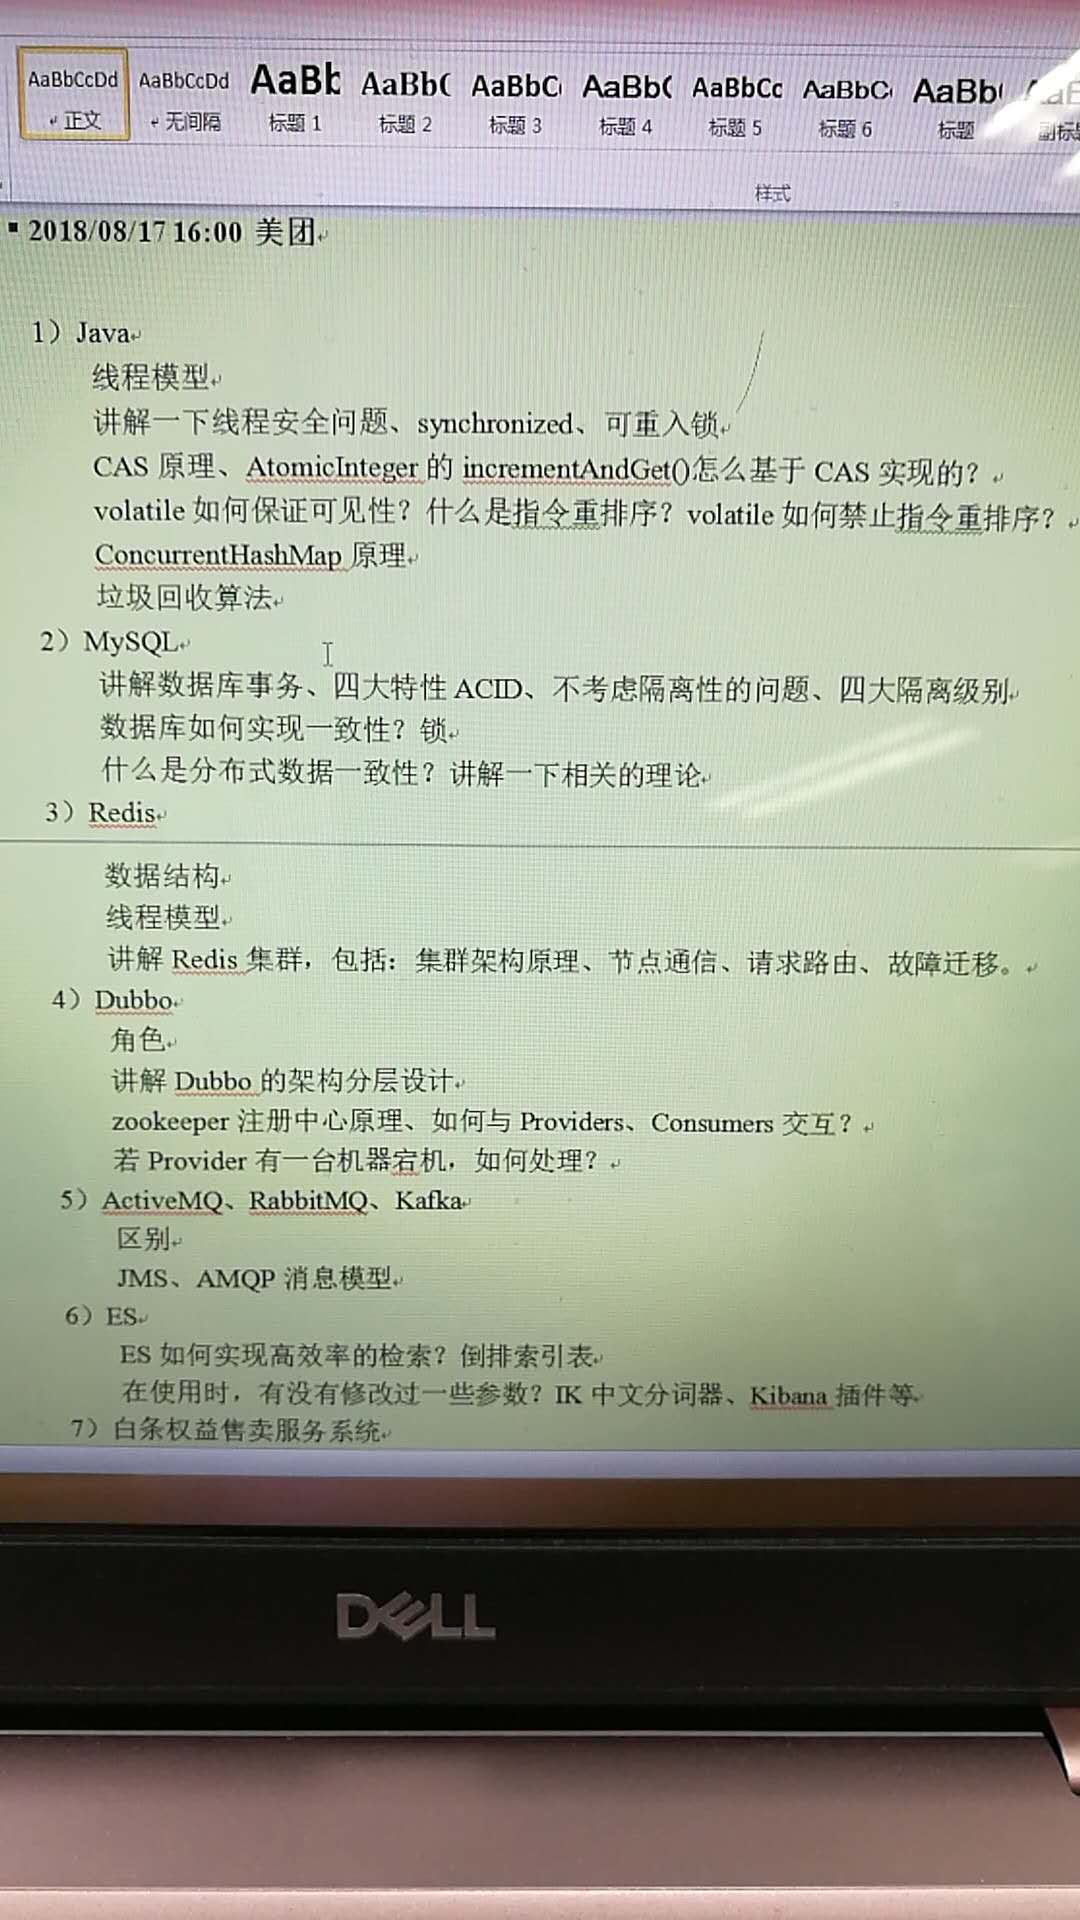 AaBbCcDd AaBbCcDd AaBb AaBb( AaBbC AaBb( AaBbCc AaBbC AaBb(
正文 无间隔 标题 1 标题 2 标题 3 标题 4 标题 5 标题 6 标题 副标题
样式
2018/08/17 16:00 美团
1）Java
线程模型
讲解一下线程安全问题、synchronized、可重入锁
CAS 原理、AtomicInteger 的 incrementAndGet()怎么基于 CAS 实现的？
volatile 如何保证可见性？什么是指令重排序？volatile 如何禁止指令重排序？
ConcurrentHashMap 原理
垃圾回收算法
2）MySQL
讲解数据库事务、四大特性 ACID、不考虑隔离性的问题、四大隔离级别
数据库如何实现一致性？锁
什么是分布式数据一致性？讲解一下相关的理论
3）Redis
数据结构
线程模型
讲解 Redis 集群，包括：集群架构原理、节点通信、请求路由、故障迁移。
4）Dubbo
角色
讲解 Dubbo 的架构分层设计
zookeeper 注册中心原理、如何与 Providers、Consumers 交互？
若 Provider 有一台机器宕机，如何处理？
5）ActiveMQ、RabbitMQ、Kafka
区别
JMS、AMQP 消息模型
6）ES
ES 如何实现高效率的检索？倒排索引表
在使用时，有没有修改过一些参数？IK 中文分词器、Kibana 插件等
7）白条权益售卖服务系统
DELL